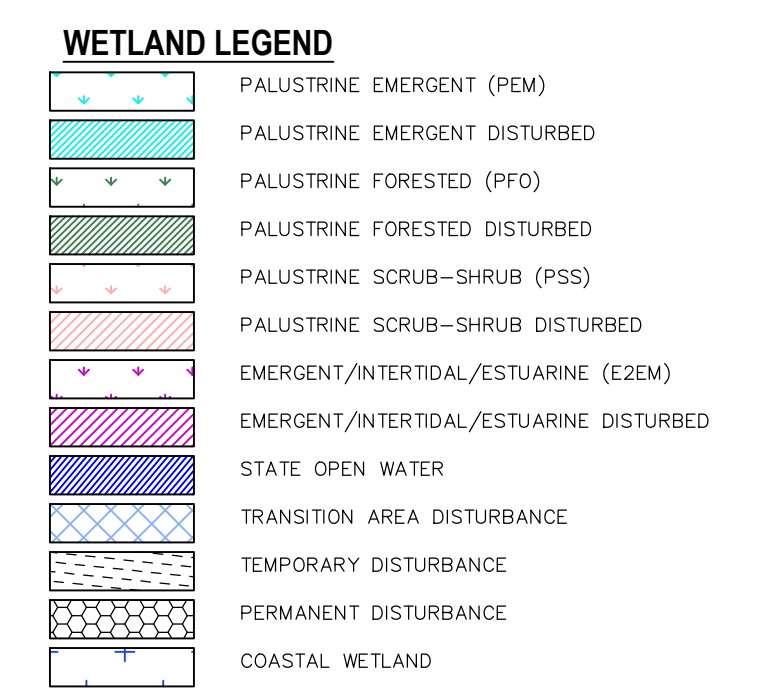 WETLAND LEGEND
PALUSTRINE EMERGENT (PEM)
PALUSTRINE EMERGENT DISTURBED
PALUSTRINE FORESTED (PFO)
PALUSTRINE FORESTED DISTURBED
PALUSTRINE SCRUB-SHRUB (PSS)
PALUSTRINE SCRUB-SHRUB DISTURBED
EMERGENT/INTERTIDAL/ESTUARINE (E2EM)
EMERGENT/INTERTIDAL/ESTUARINE DISTURBED
STATE OPEN WATER
TRANSITION AREA DISTURBANCE
TEMPORARY DISTURBANCE
PERMANENT DISTURBANCE
COASTAL WETLAND